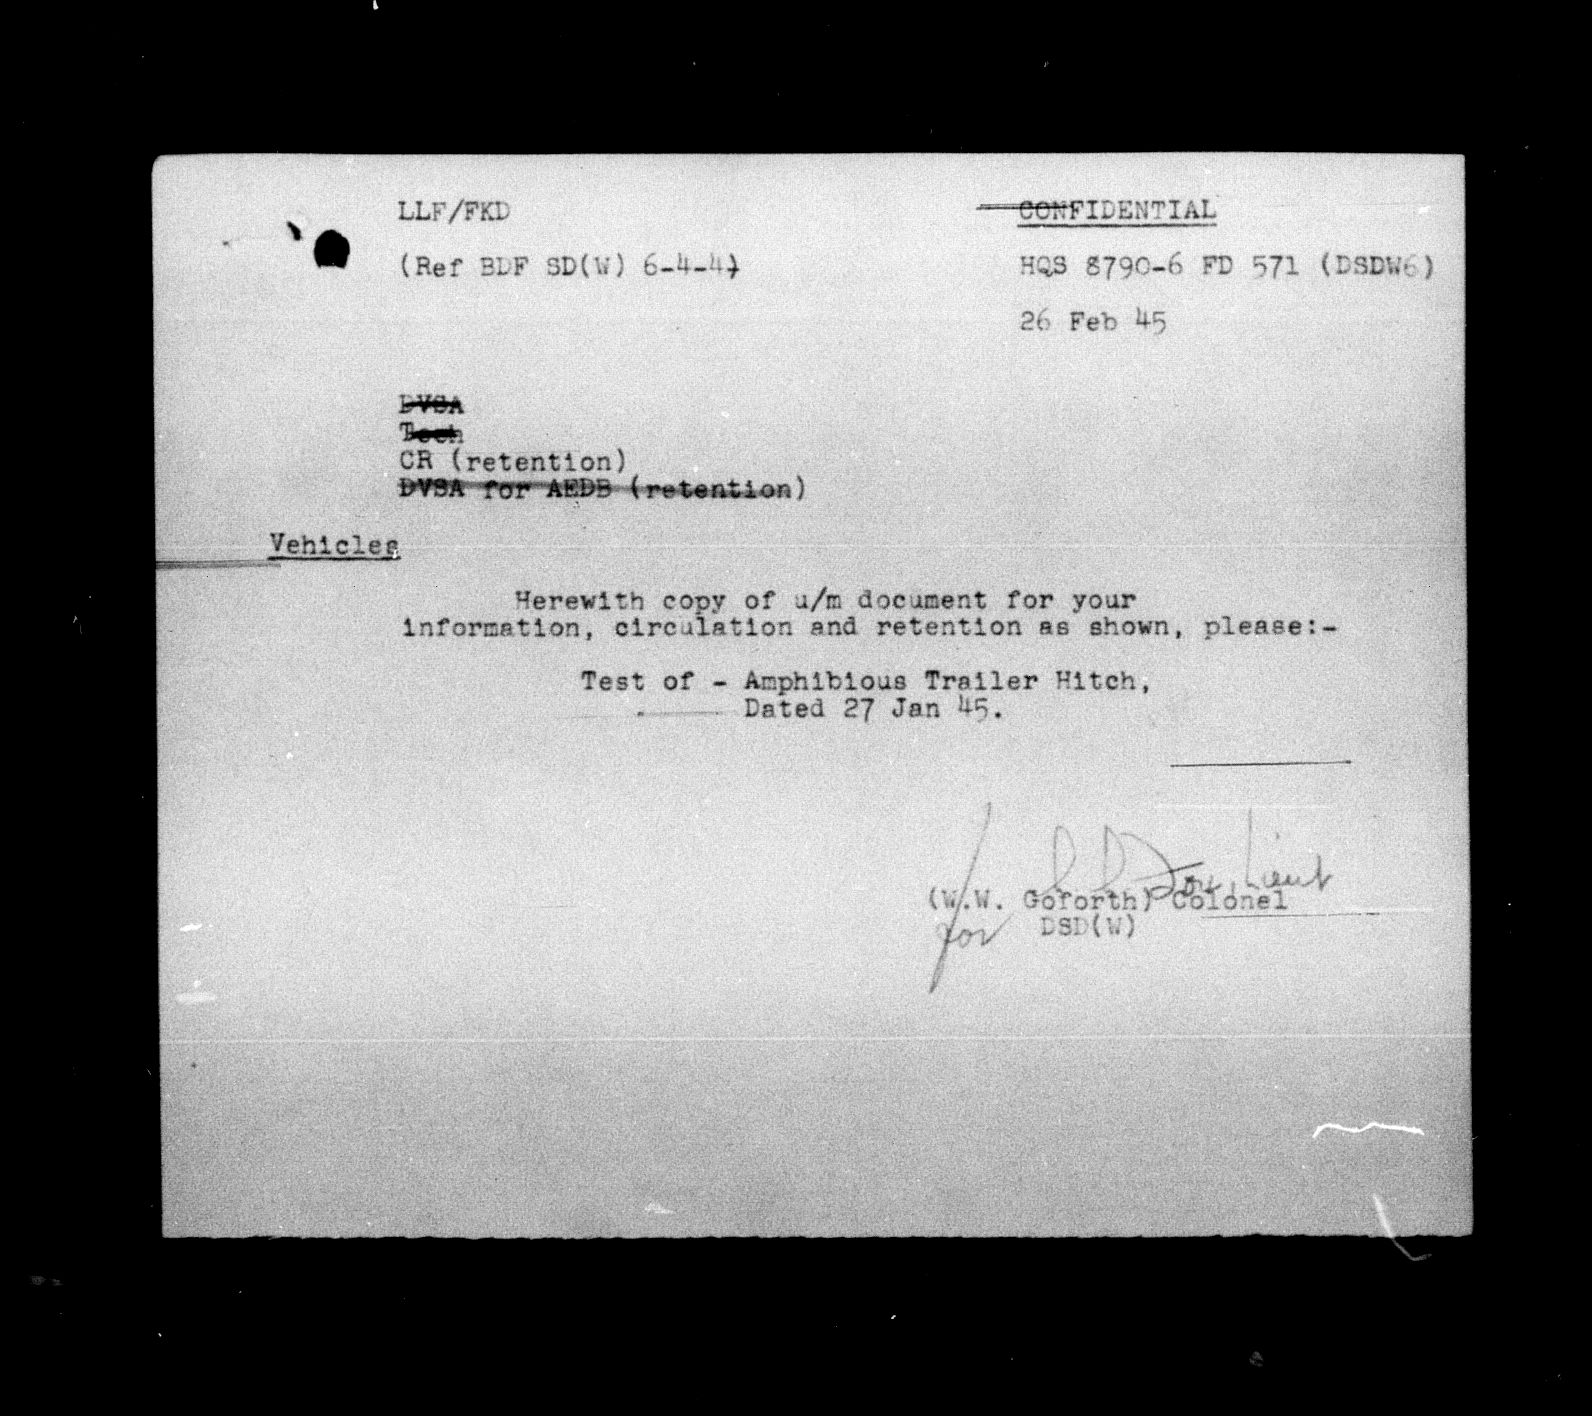 LLF/FKD
CONFIDENTIAL
(Ref BDF SD(W) 6-4-4)
HQS 8790-6 FD 571 (DSDW6)
26 Feb 45
DVSA
Tech
CR (retention)
DVSA for AEDB (retention)
Vehicles
Herewith copy of u/m document for your
information, circulation and retention as shown, please:-
Test of - Amphibious Trailer Hitch,
Dated 27 Jan 45.
Lieut
(W.W. Goforth) Colonel
for DSD(W)